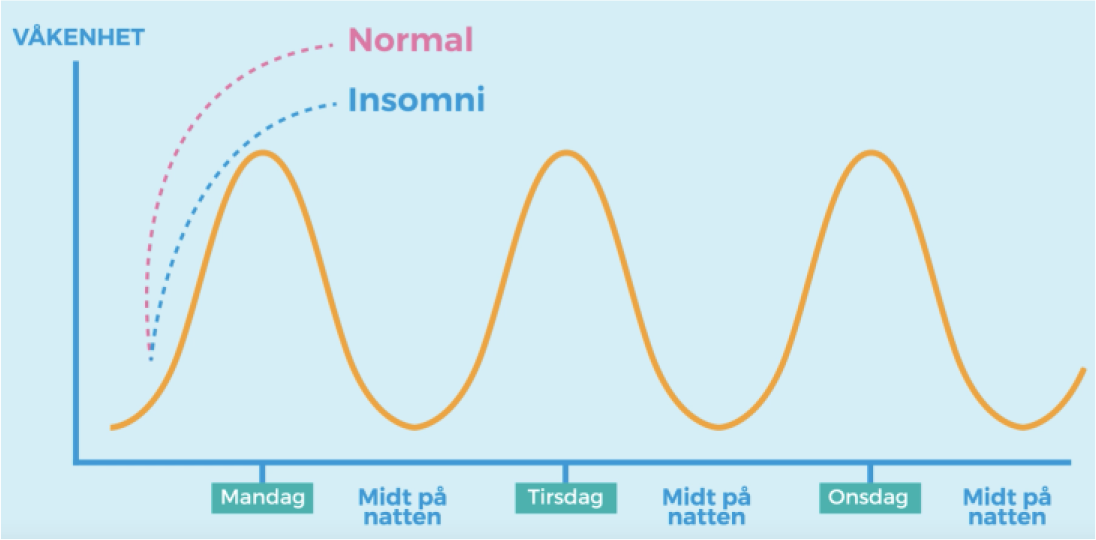 VÅKENHET
Normal
Insomni
Mandag
Midt på
natten
Tirsdag
Midt på
natten
Onsdag
Midt på
natten